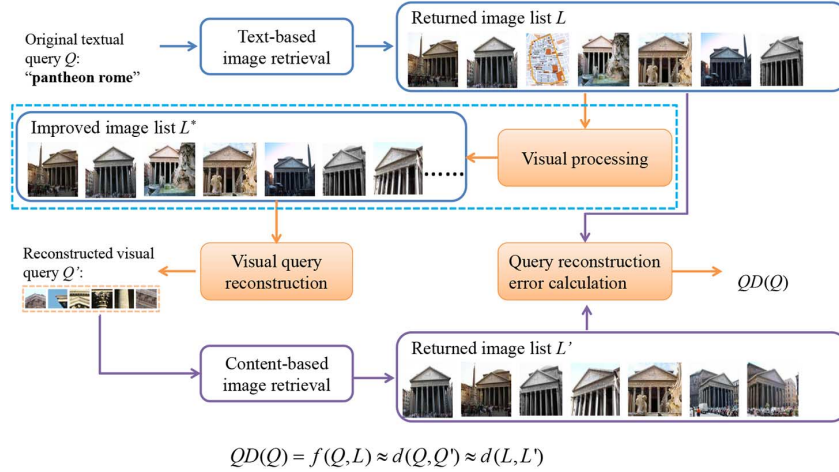 Original textual
query Q:
“pantheon rome”
Text-based
image retrieval
Returned image list L
Improved image list L*
......
Visual processing
Reconstructed visual
query Q’:
Visual query
reconstruction
Query reconstruction
error calculation
QD(Q)
Content-based
image retrieval
Returned image list L’
QD(Q) = f(Q,L) ≈ d(Q,Q') ≈ d(L,L')